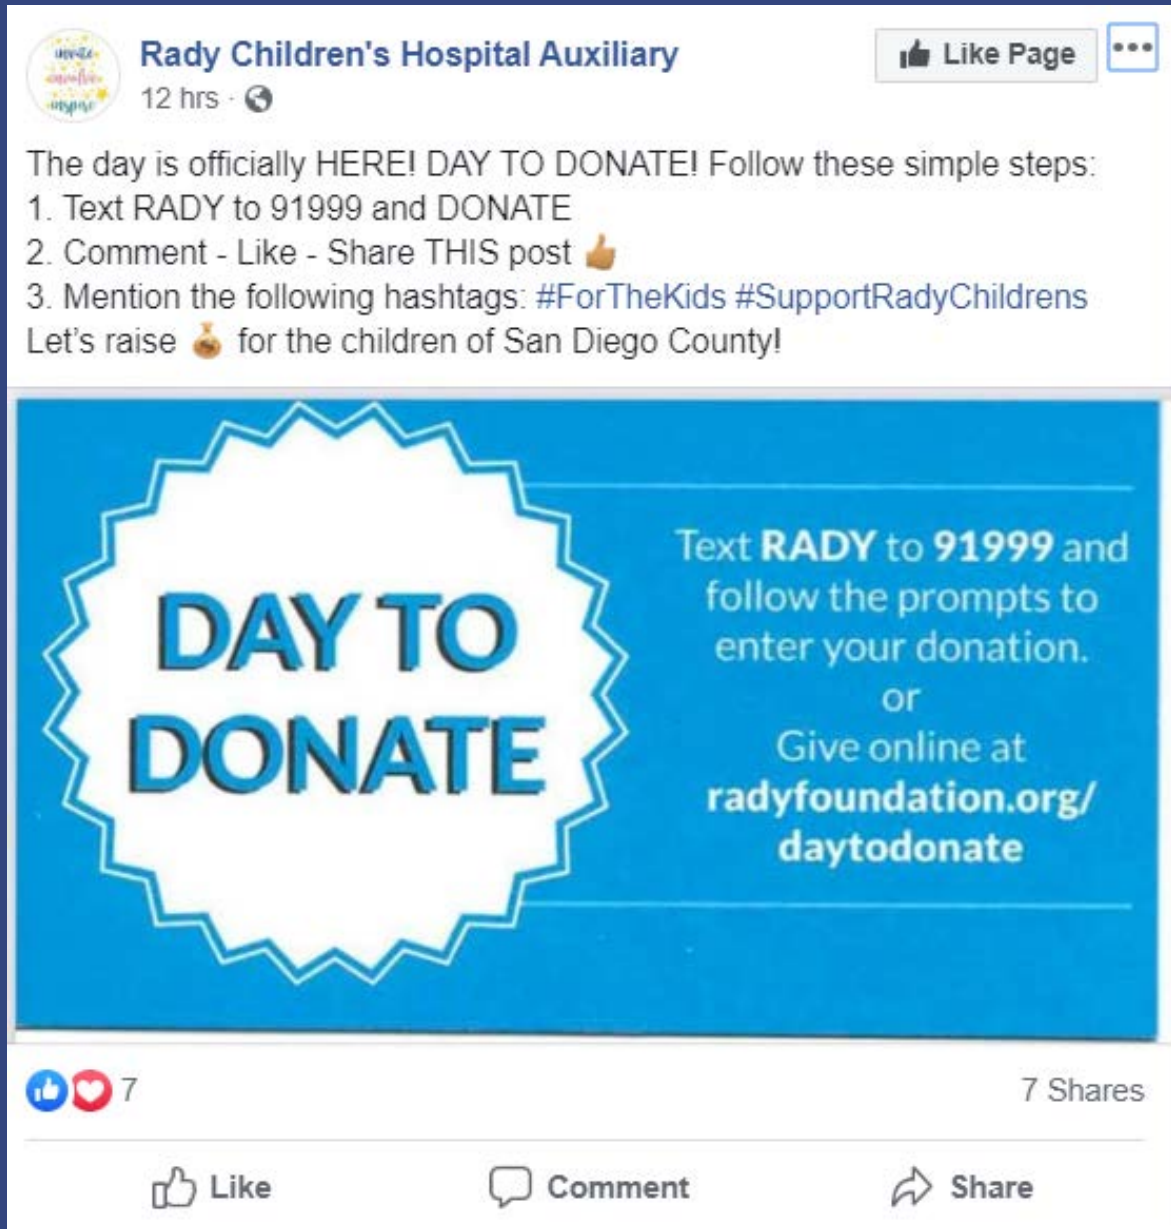 invite
involve
inspire
Rady Children's Hospital Auxiliary
Like Page
12 hrs ·
The day is officially HERE! DAY TO DONATE! Follow these simple steps:
1. Text RADY to 91999 and DONATE
2. Comment - Like - Share THIS post 👍🏽
3. Mention the following hashtags: #ForTheKids #SupportRadyChildrens
Let's raise 💰 for the children of San Diego County!
DAY TO
DONATE
Text RADY to 91999 and
follow the prompts to
enter your donation.
or
Give online at
radyfoundation.org/
daytodonate
7
7 Shares
Like
Comment
Share